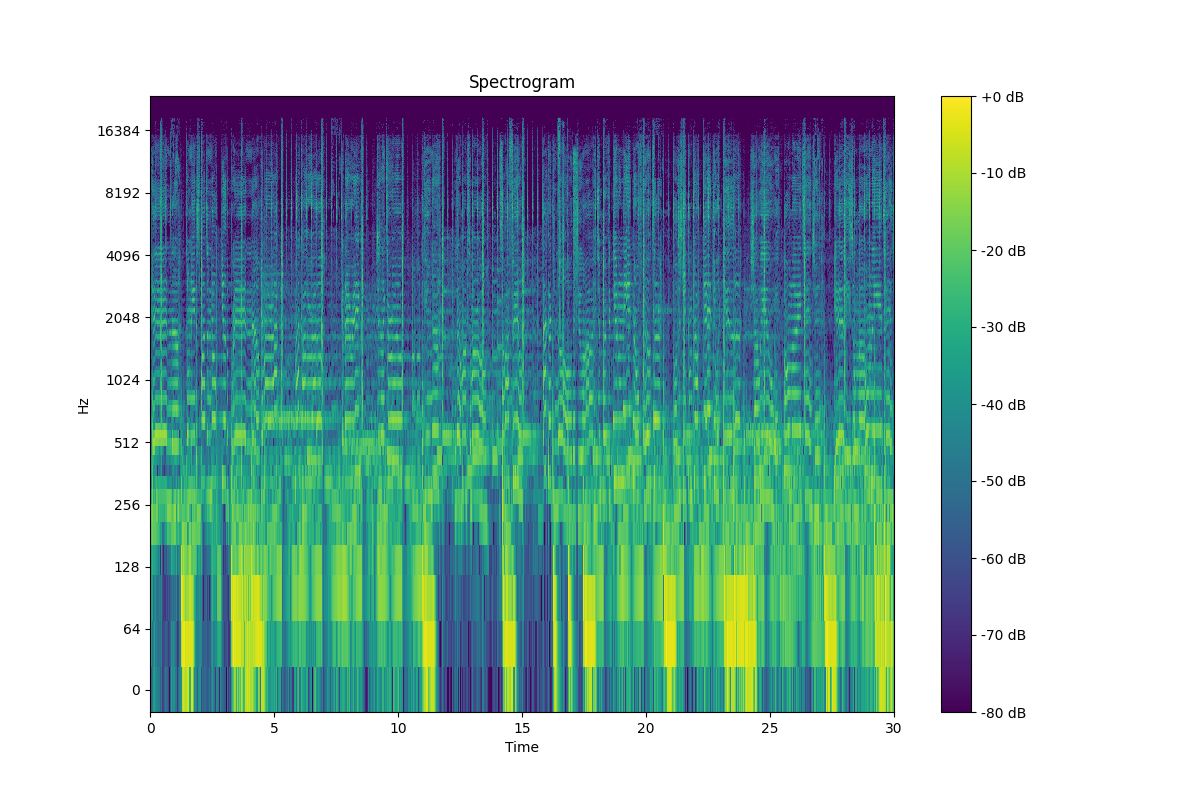 Spectrogram
Hz
16384
8192
4096
2048
1024
512
256
128
64
0
0 5 10 15 20 25 30
Time
+0 dB
-10 dB
-20 dB
-30 dB
-40 dB
-50 dB
-60 dB
-70 dB
-80 dB